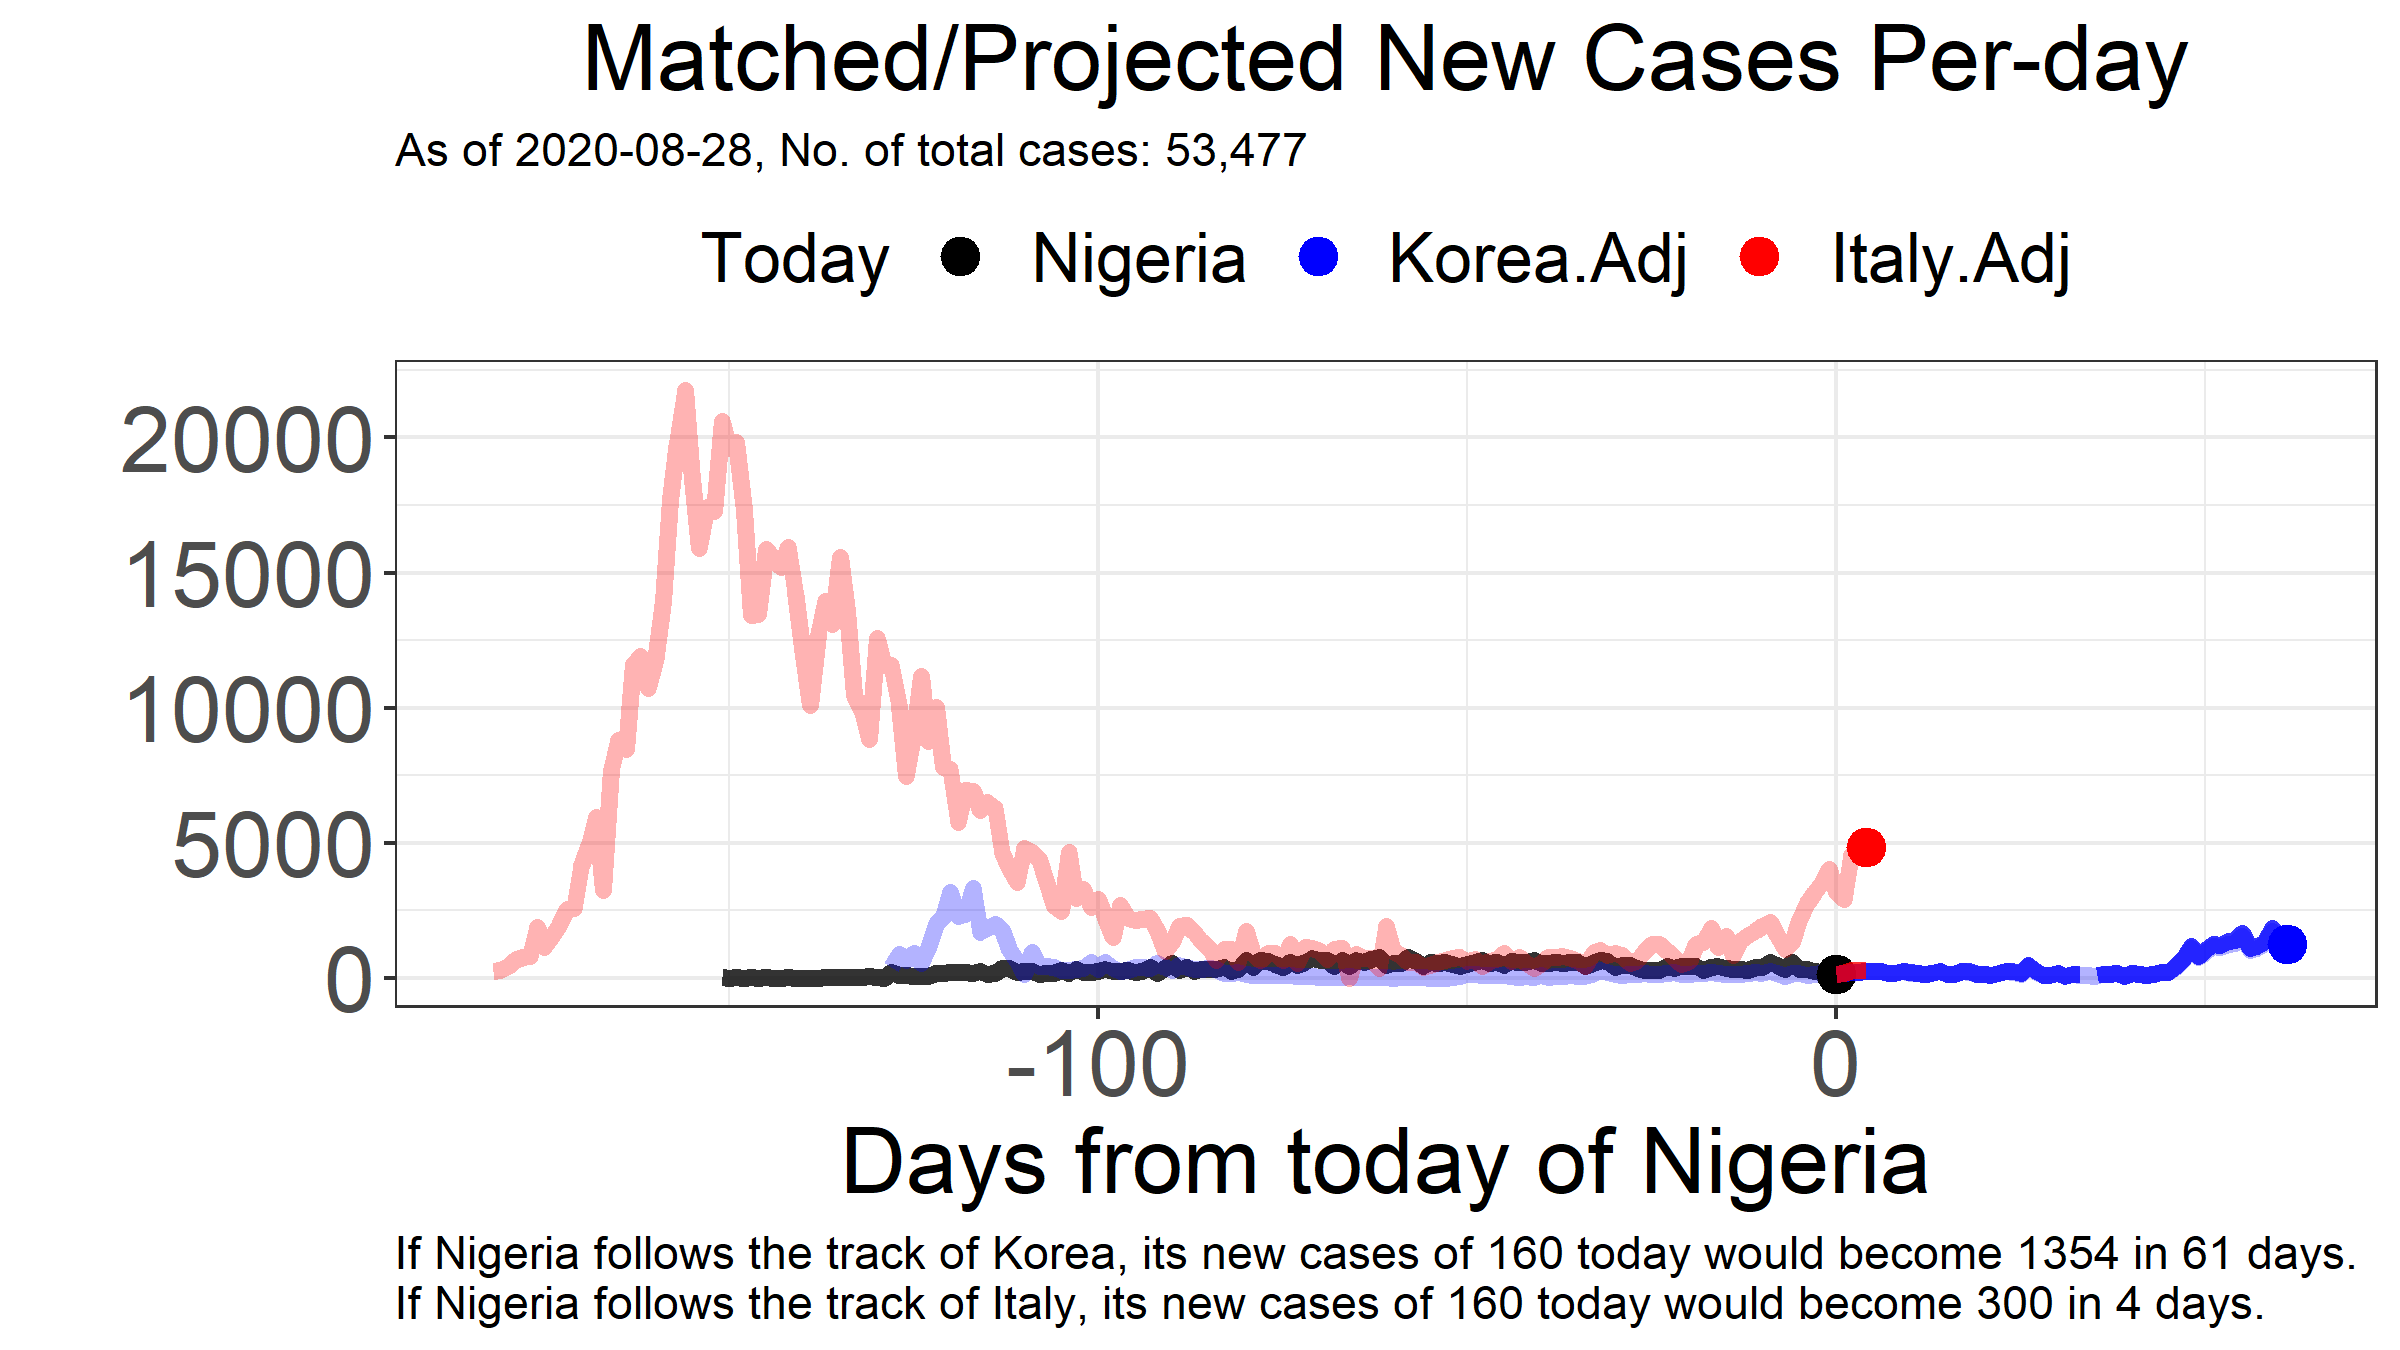 Matched/Projected New Cases Per-day
As of 2020-08-28, No. of total cases: 53,477
Today Nigeria Korea.Adj Italy.Adj
20000
15000
10000
5000
0
-100 0
Days from today of Nigeria
If Nigeria follows the track of Korea, its new cases of 160 today would become 1354 in 61 days.
If Nigeria follows the track of Italy, its new cases of 160 today would become 300 in 4 days.